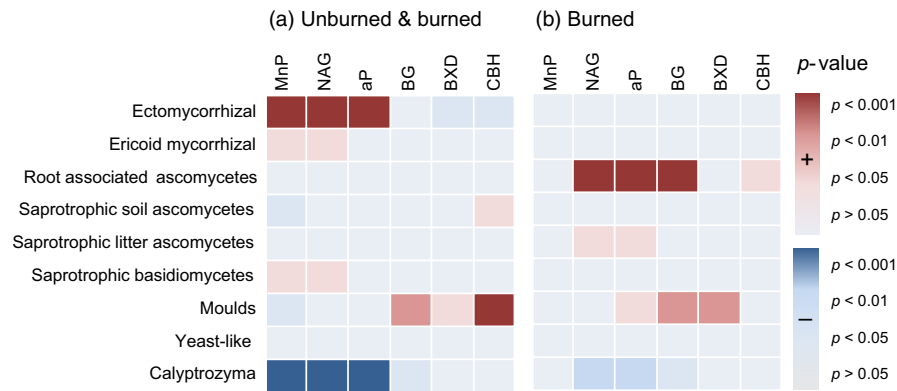 (a) Unburned & burned
(b) Burned
MnP NAG aP BG BXD CBH
MnP NAG aP BG BXD CBH
p-value
Ectomycorrhizal
Ericoid mycorrhizal
Root associated ascomycetes
Saprotrophic soil ascomycetes
Saprotrophic litter ascomycetes
Saprotrophic basidiomycetes
Moulds
Yeast-like
Calyptrozyma
+
p < 0.001
p < 0.01
p < 0.05
p > 0.05
–
p < 0.001
p < 0.01
p < 0.05
p > 0.05